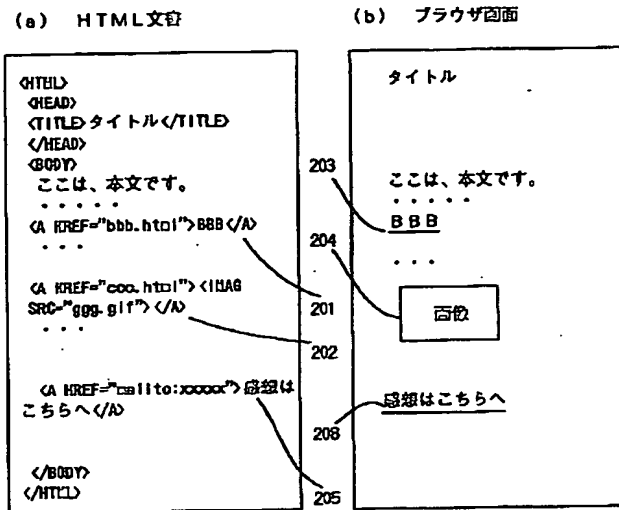 (a) HTML文書
<HTML>
<HEAD>
<TITLE>タイトル</TITLE>
</HEAD>
<BODY>
ここは、本文です。
・・・・・
<A HREF="bbb.html">BBB</A>
・・・
<A HREF="ccc.html"><IMAG
SRC="ggg.gif"></A>
・・・
<A HREF="mailto:xxxxx">感想は
こちらへ</A>
</BODY>
</HTML>
203
204
201
202
208
205
(b) ブラウザ画面
タイトル
ここは、本文です。
・・・・・
BBB
・・・
画像
感想はこちらへ